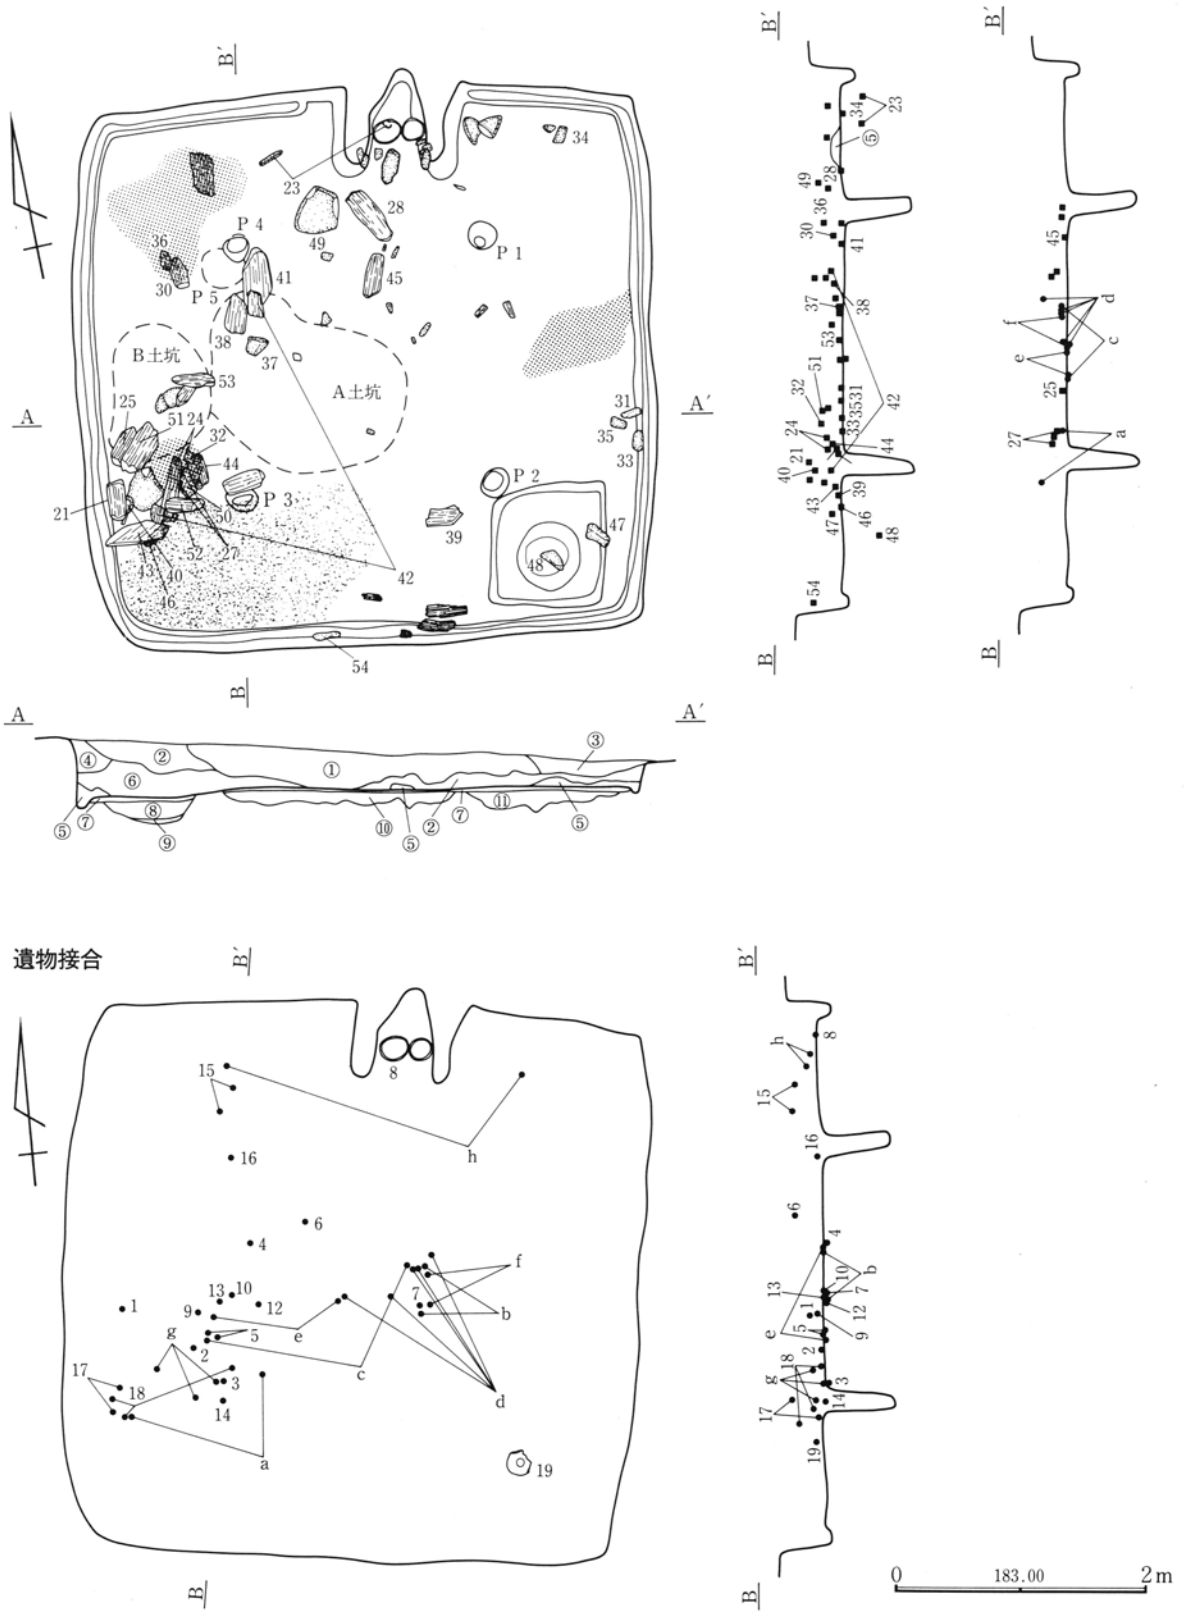 B′
23
34
49
28
P 4
P 1
36
30
P 5
41
45
38
37
B土坑
A土坑
53
A
A′
25
51
24
32
44
31
35
33
21
50
P 3
P 2
39
47
48
43
40
46
52
27
42
54
B
B′
34
23
⑤
49
28
36
30
41
37
38
53
51
32
31
35
33
42
24
44
21
40
43
39
47
46
48
54
B
B′
45
d
f
c
e
25
27
a
B
A
A′
④
②
①
③
⑥
⑤
⑦
⑧
⑨
⑩
⑤
②
⑦
⑪
⑤
遺物接合
B′
8
15
h
16
6
4
f
13
10
1
9
12
7
b
e
g
5
2
c
17
18
3
14
d
a
19
B
B′
8
h
15
16
6
4
b
10
13
7
12
1
9
e
5
2
18
g
3
14
17
19
B
0
183.00
2m